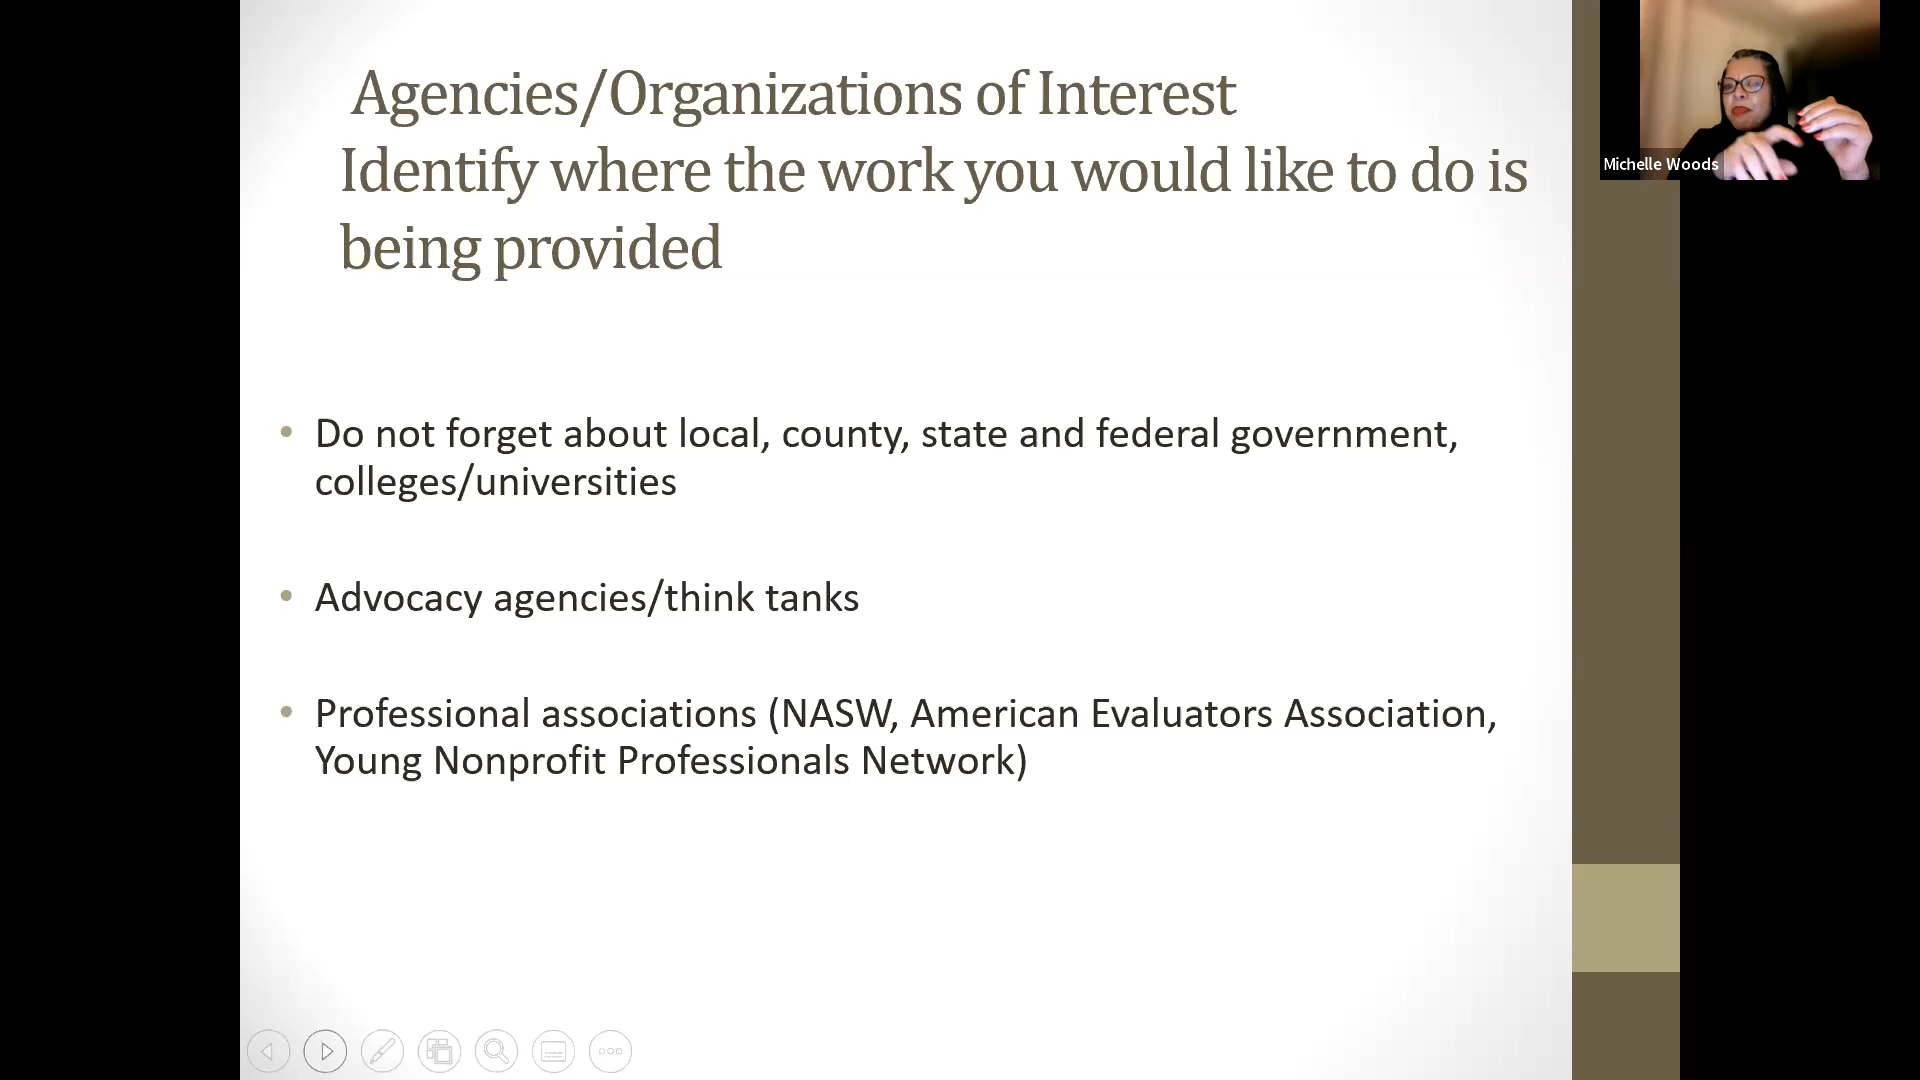 Agencies/Organizations of Interest
Identify where the work you would like to do is
being provided
Michelle Woods
• Do not forget about local, county, state and federal government,
colleges/universities
• Advocacy agencies/think tanks
• Professional associations (NASW, American Evaluators Association,
Young Nonprofit Professionals Network)